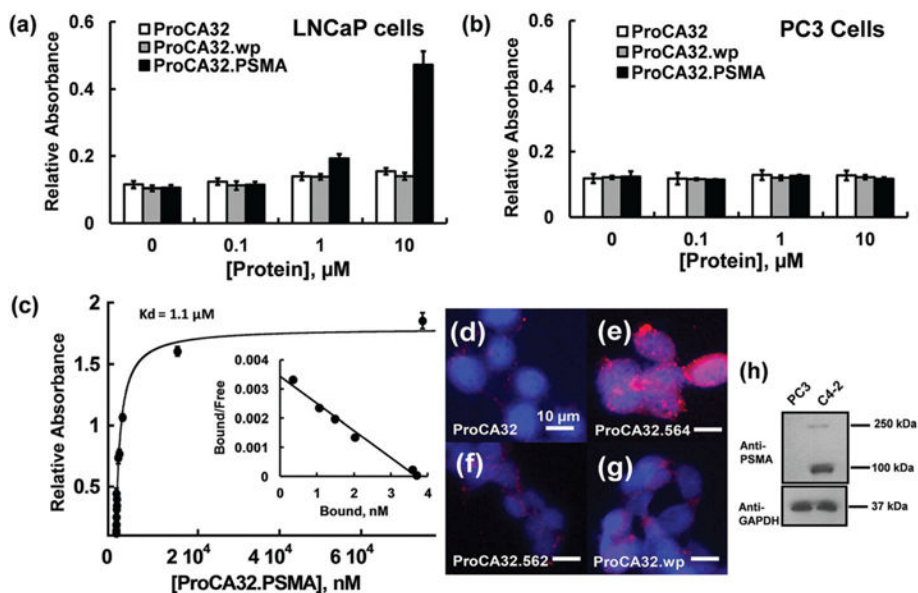 (a)
LNCaP cells
ProCA32
ProCA32.wp
ProCA32.PSMA
Relative Absorbance
0.6
0.4
0.2
0
0 0.1 1 10
[Protein], µM
(b)
PC3 Cells
ProCA32
ProCA32.wp
ProCA32.PSMA
Relative Absorbance
0.6
0.4
0.2
0
0 0.1 1 10
[Protein], µM
(c)
Kd = 1.1 µM
Relative Absorbance
2
1.5
1
0.5
0 2 10⁴ 4 10⁴ 6 10⁴
[ProCA32.PSMA], nM
Bound/Free
0.004
0.003
0.002
0.001
0
0 1 2 3 4
Bound, nM
(d)
10 µm
ProCA32
(e)
ProCA32.564
(f)
ProCA32.562
(g)
ProCA32.wp
(h)
PC3 C4-2
Anti-
PSMA
250 kDa
100 kDa
Anti-
GAPDH
37 kDa